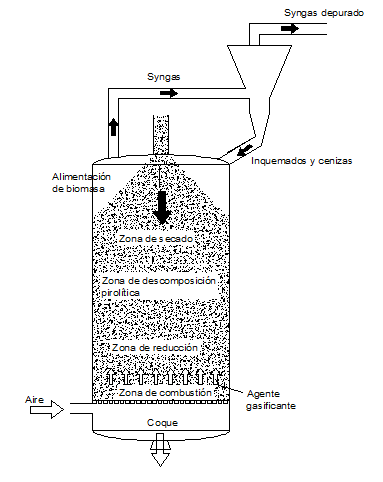 Syngas depurado
Syngas
Inquemados y cenizas
Alimentación
de biomasa
Zona de secado
Zona de descomposición
pirolítica
Zona de reducción
Zona de combustión
Agente
gasificante
Aire
Coque